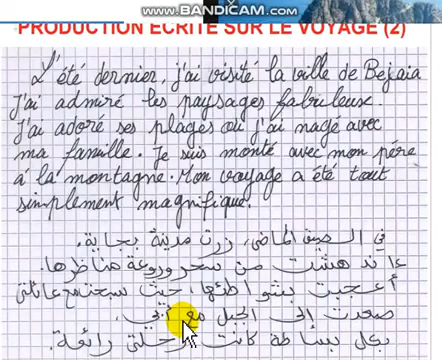 www.BANDICAM.com
PRODUCTION ECRITE SUR LE VOYAGE (2)
L'été dernier, j'ai visité la ville de Bejaia
J'ai admiré les paysages fabuleux.
J'ai adoré ses plages où j'ai nagé avec
ma famille. Je suis monté avec mon père
à la montagne. Mon voyage a été tout
simplement magnifique.
في الصيف الماضي، زرت مدينة بجاية.
و اندهشت من سحر وروعة مناظرها.
أعجبت بشواطئها، حيث سبحت مع عائلتي
صعدت إلى الجبل مع أبي.
بكل بساطة كانت رحلتي رائعة.